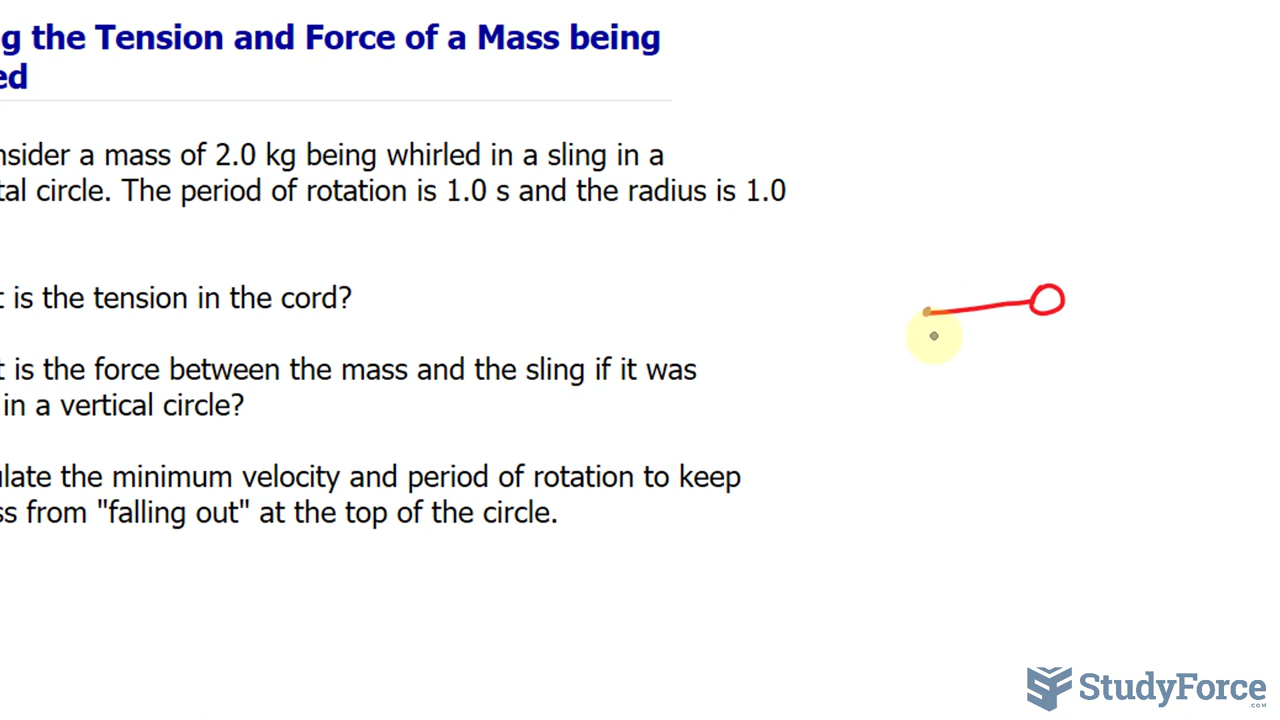 g the Tension and Force of a Mass being
ed
nsider a mass of 2.0 kg being whirled in a sling in a
tal circle. The period of rotation is 1.0 s and the radius is 1.0
t is the tension in the cord?
t is the force between the mass and the sling if it was
in a vertical circle?
ulate the minimum velocity and period of rotation to keep
ss from "falling out" at the top of the circle.
StudyForce
.COM